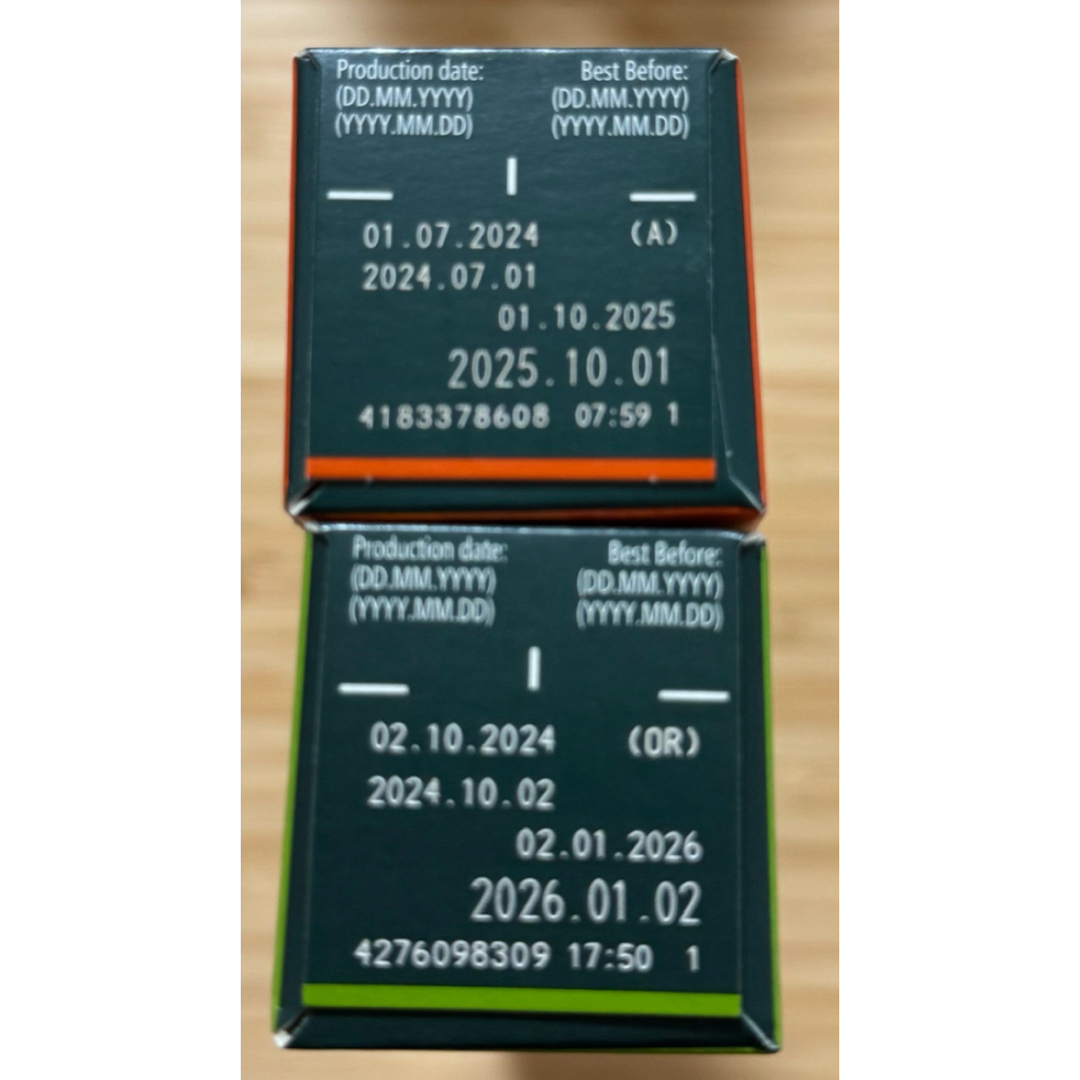 Production date: Best Before:
(DD.MM.YYYY) (DD.MM.YYYY)
(YYYY.MM.DD) (YYYY.MM.DD)
01.07.2024 (A)
2024.07.01
01.10.2025
2025.10.01
4183378608 07:59 1
Production date: Best Before:
(DD.MM.YYYY) (DD.MM.YYYY)
(YYYY.MM.DD) (YYYY.MM.DD)
02.10.2024 (OR)
2024.10.02
02.01.2026
2026.01.02
4276098309 17:50 1